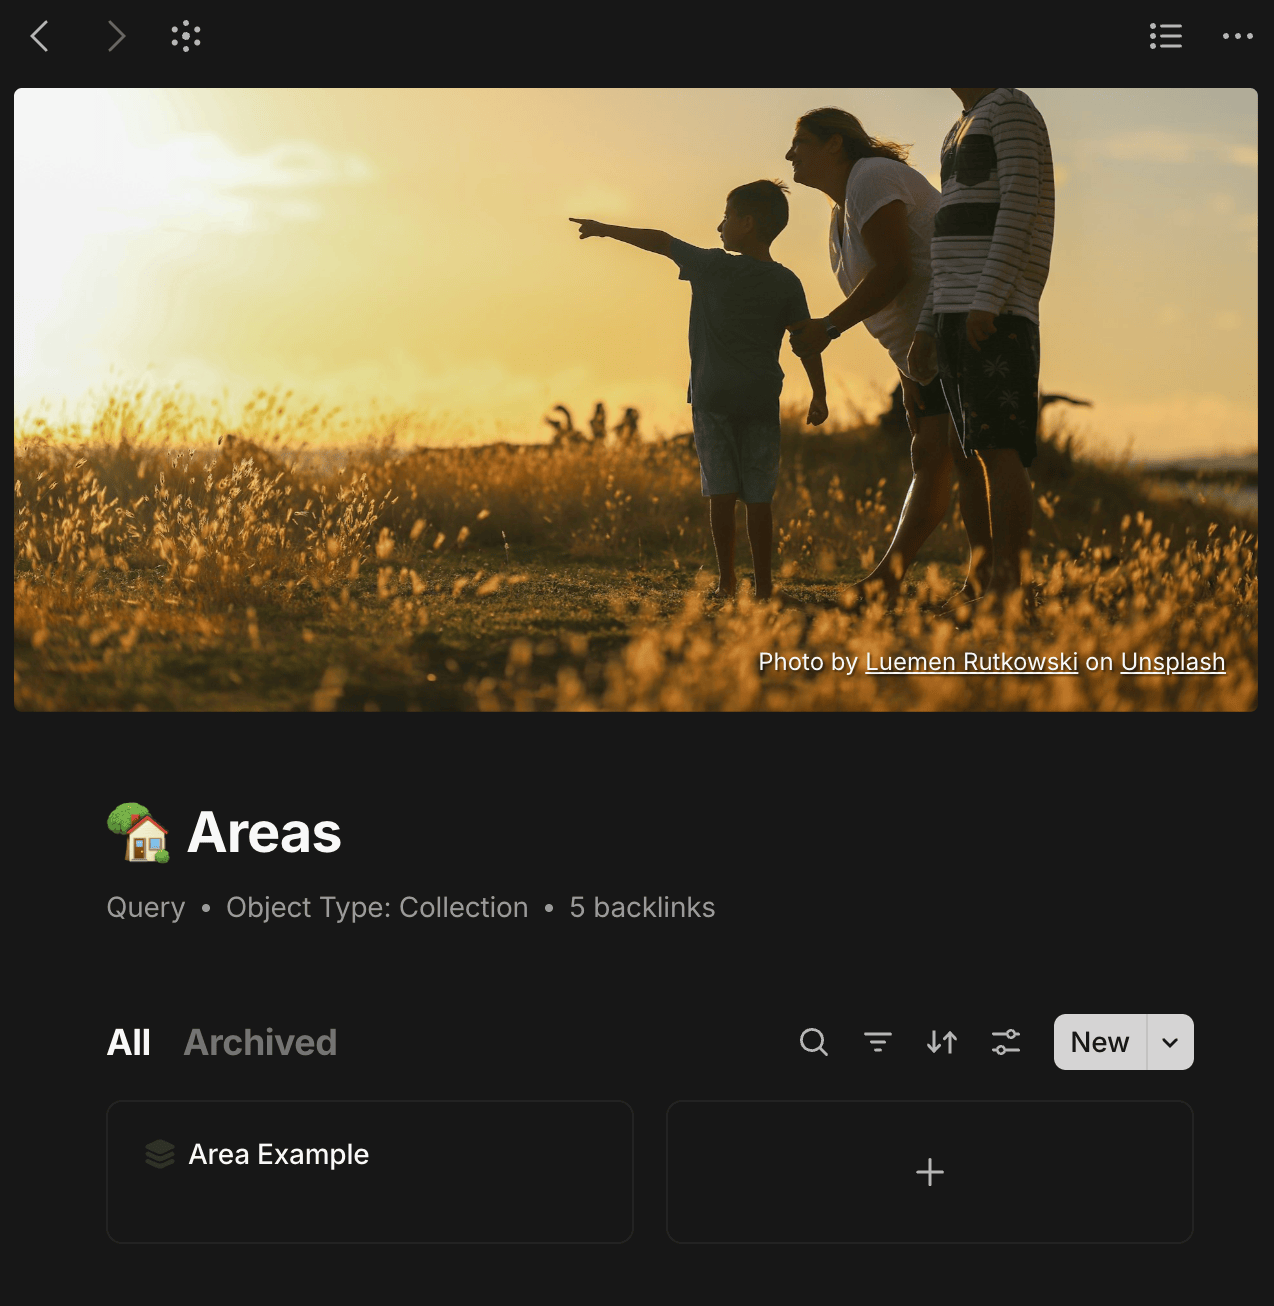 Photo by Luemen Rutkowski on Unsplash
Areas
Query • Object Type: Collection • 5 backlinks
All Archived New
Area Example